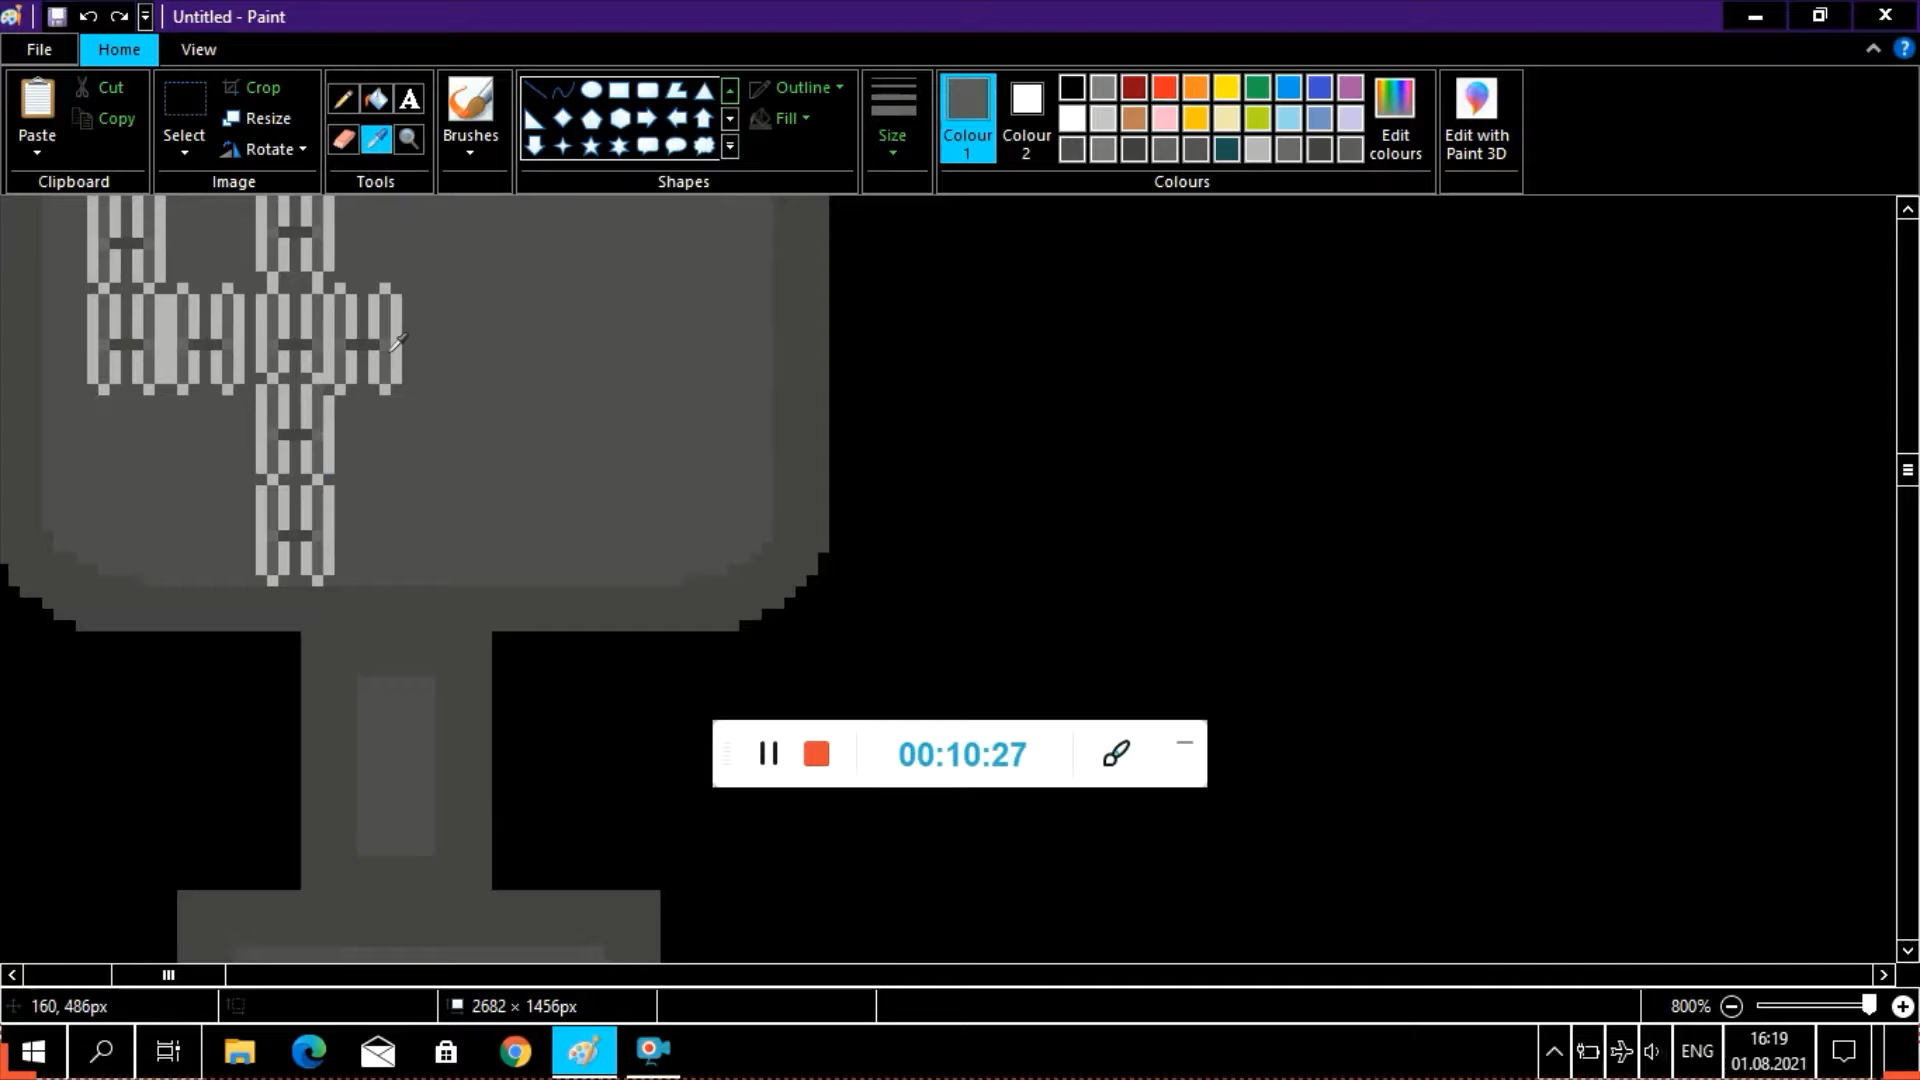 Untitled - Paint
File Home View
Paste Cut Copy Clipboard
Select Crop Resize Rotate Image
A Tools
Brushes
Outline Fill Shapes
Size
Colour 1 Colour 2 Edit colours Colours
Edit with Paint 3D
00:10:27
160, 486px 2682 × 1456px 800%
ENG 16:19
01.08.2021